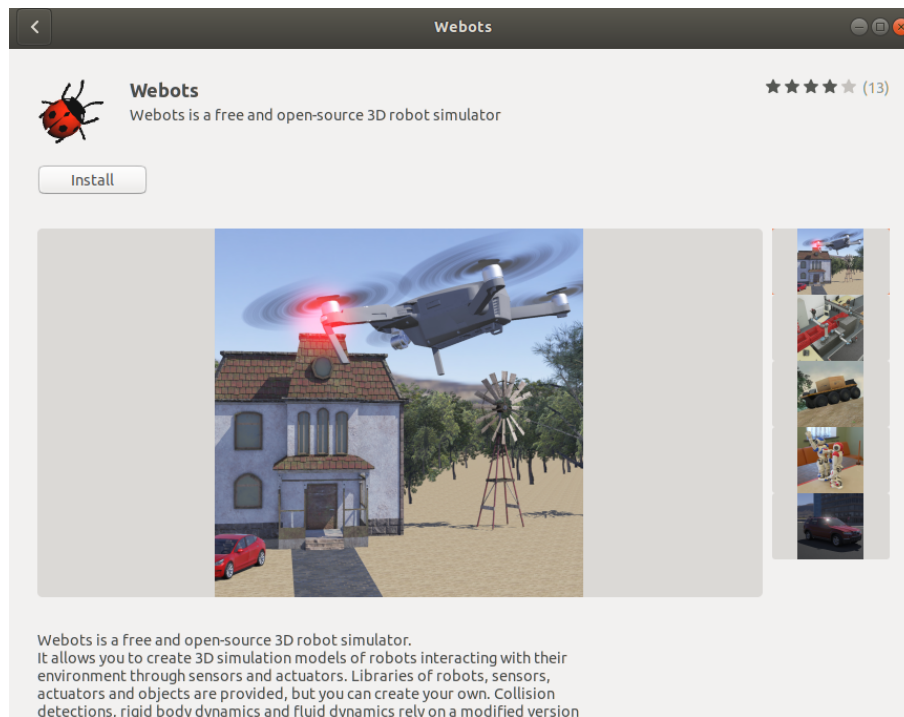 Webots
Webots
(13)
Webots is a free and open-source 3D robot simulator
Install
Webots is a free and open-source 3D robot simulator.
It allows you to create 3D simulation models of robots interacting with their
environment through sensors and actuators. Libraries of robots, sensors,
actuators and objects are provided, but you can create your own. Collision
detections, rigid body dynamics and fluid dynamics rely on a modified version